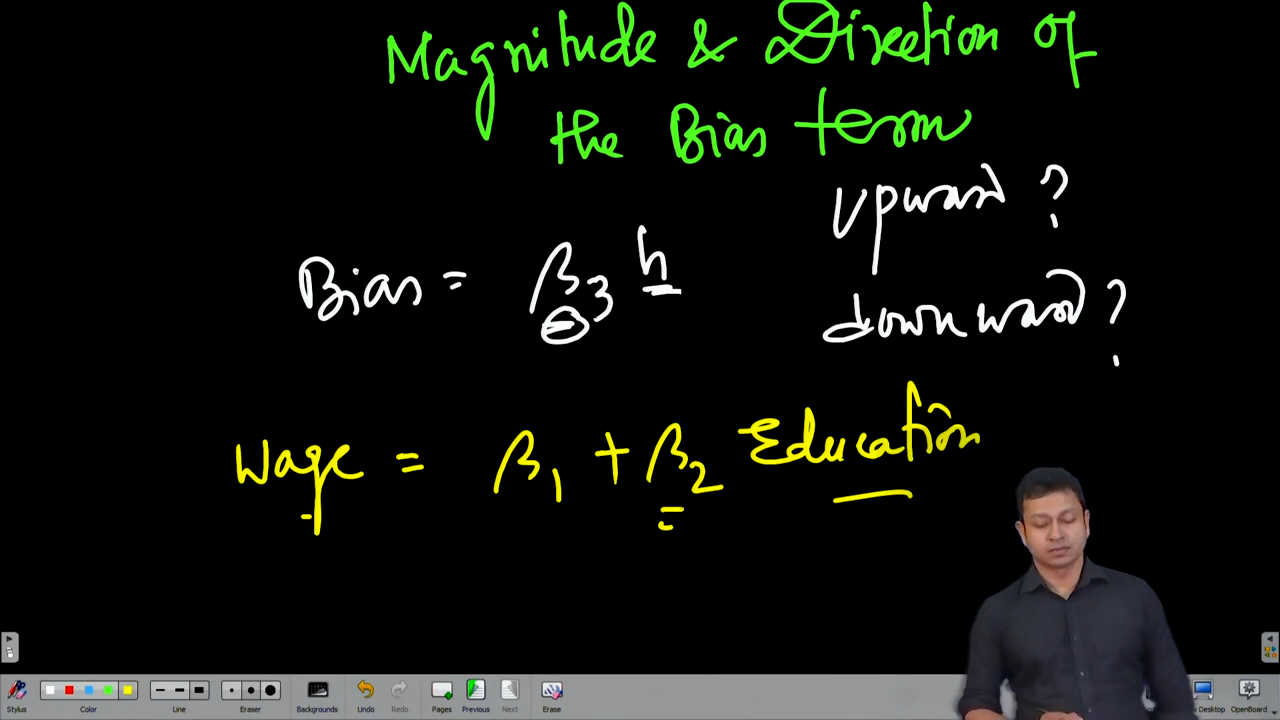 Magnitude & Direction of
the Bias term
Upward ?
Bias = β3 h
downward ?
Wage = β1 + β2 Education
Stylus
Color
Line
Eraser
Backgrounds
Undo
Redo
Pages
Previous
Next
Erase
Desktop
OpenBoard